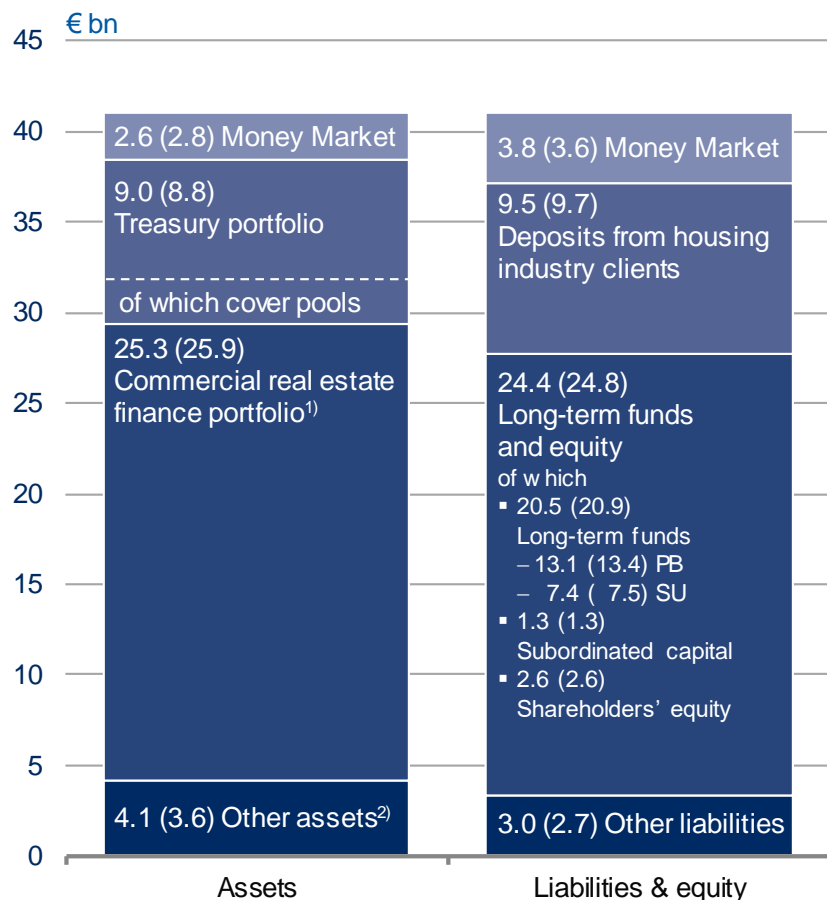 € bn
45
40
35
30
25
20
15
10
5
0
2.6 (2.8) Money Market
9.0 (8.8)
Treasury portfolio
of which cover pools
25.3 (25.9)
Commercial real estate
finance portfolio1)
4.1 (3.6) Other assets2)
Assets
3.8 (3.6) Money Market
9.5 (9.7)
Deposits from housing
industry clients
24.4 (24.8)
Long-term funds
and equity
of which
▪ 20.5 (20.9)
Long-term funds
– 13.1 (13.4) PB
– 7.4 ( 7.5) SU
▪ 1.3 (1.3)
Subordinated capital
▪ 2.6 (2.6)
Shareholders’ equity
3.0 (2.7) Other liabilities
Liabilities & equity